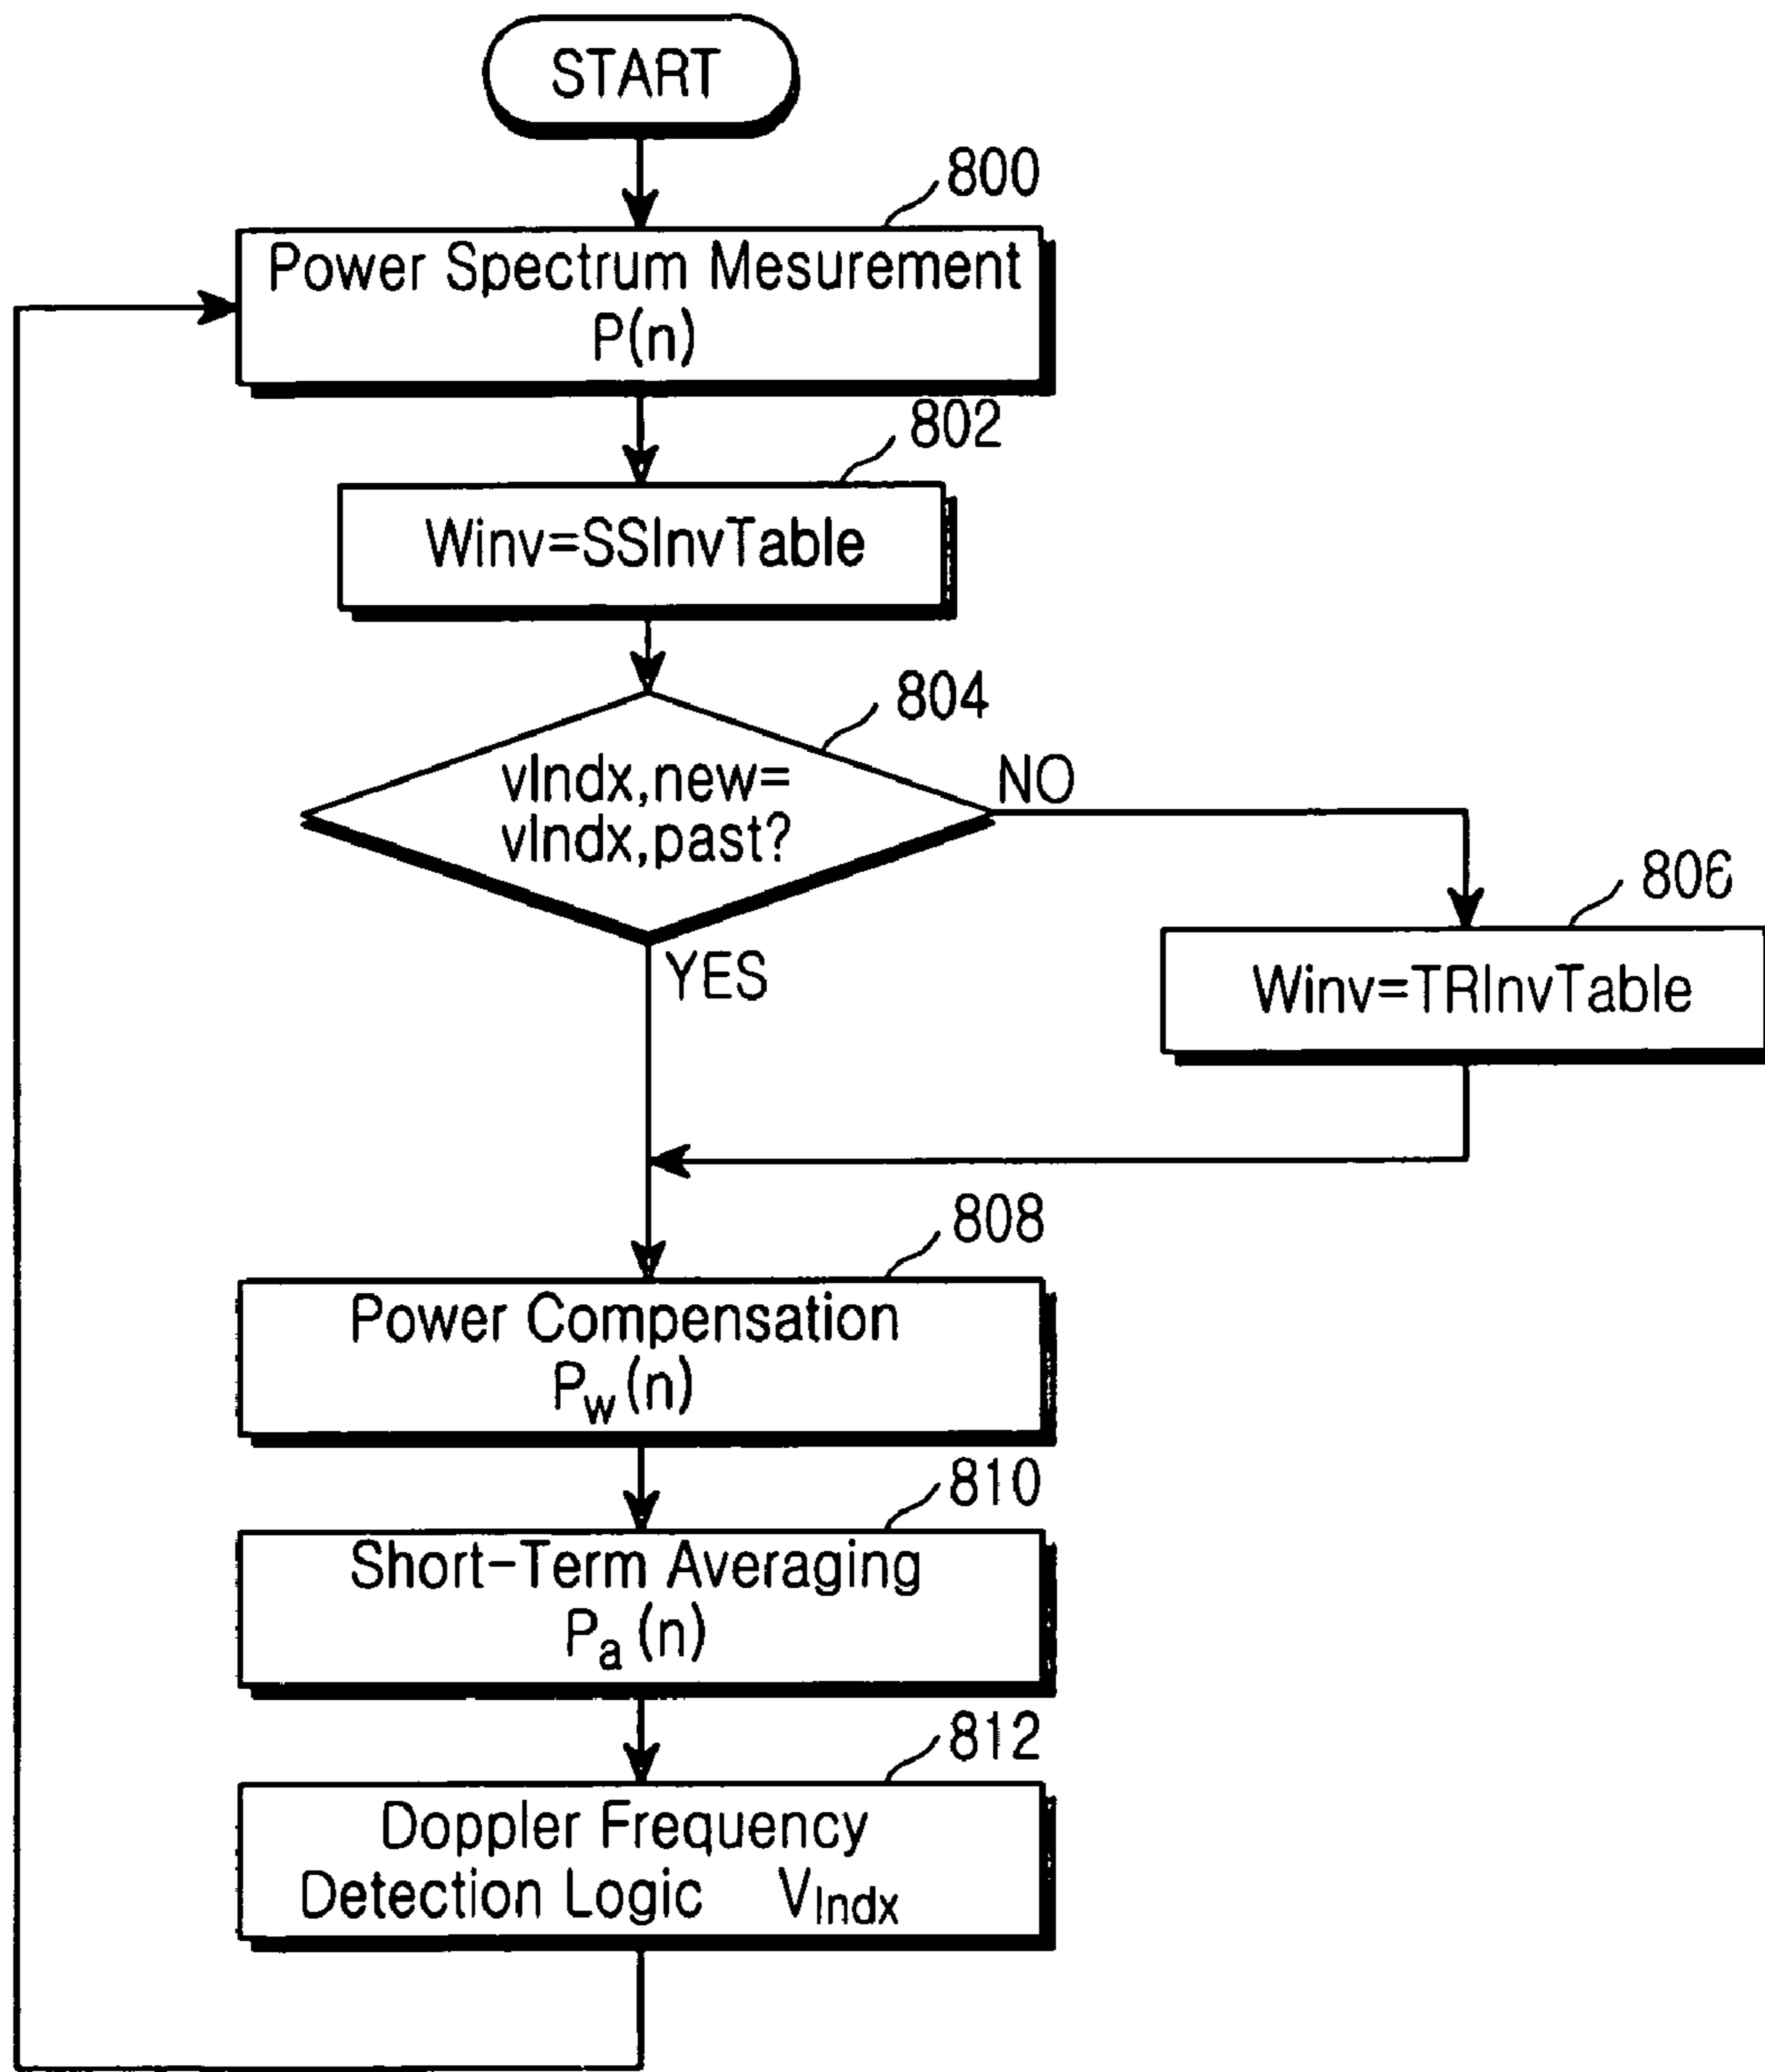 START
800
Power Spectrum Mesurement
P(n)
802
Winv=SSInvTable
804
vIndx,new=
vIndx,past?
NO
YES
806
Winv=TRInvTable
808
Power Compensation
Pw(n)
810
Short-Term Averaging
Pa(n)
812
Doppler Frequency
Detection Logic VIndx